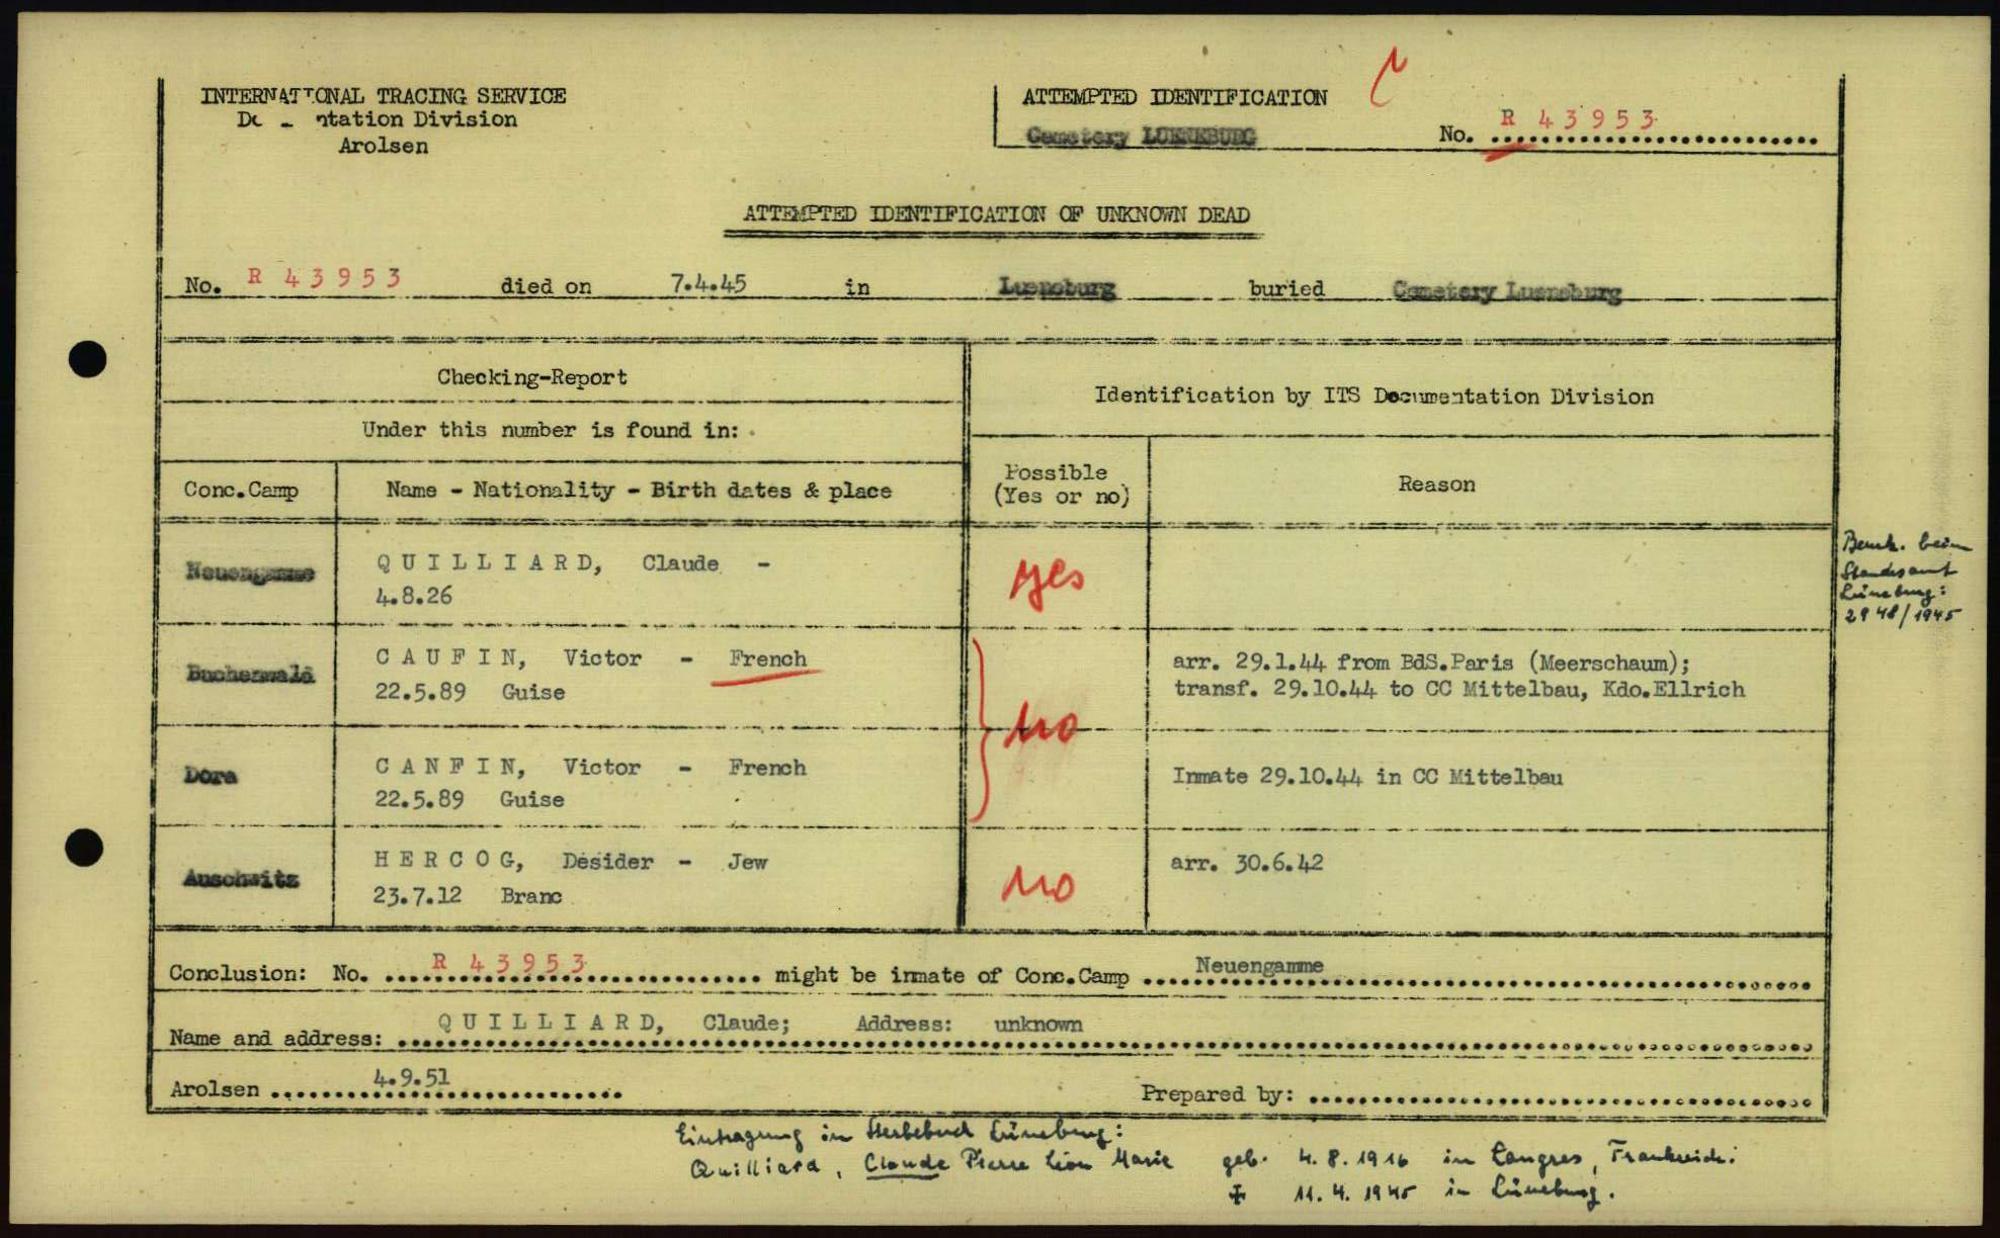 INTERNATIONAL TRACING SERVICE
Division
Arolsen
ATTEMPTED IDENTIFICATION
Cemetery LUENEBURG
No. R 43953
ATTEMPTED IDENTIFICATION OF UNKNOWN DEAD
No. R 43953 died on 7.4.45 in Lueneburg buried Cemetery Lueneburg
Checking-Report
Under this number is found in:
Identification by ITS Documentation Division
Conc.Camp
Name - Nationality - Birth dates & place
Possible
(Yes or no)
Reason
Neuengamme
QUILLIARD, Claude -
4.8.26
yes
Bemk. beim
Standesamt
Lüneburg:
2948/1945
Buchenwald
CAUFIN, Victor - French
22.5.89 Guise
no
arr. 29.1.44 from BdS.Paris (Meerschaum);
transf. 29.10.44 to CC Mittelbau, Kdo.Ellrich
Dora
CANFIN, Victor - French
22.5.89 Guise
Inmate 29.10.44 in CC Mittelbau
Auschwitz
HERCOG, Desider - Jew
23.7.12 Branc
no
arr. 30.6.42
Conclusion: No. R 43953 might be inmate of Conc.Camp Neuengamme
Name and address: QUILLIARD, Claude; Address: unknown
Arolsen 4.9.51
Prepared by:
Eintragung im Sterbebuch Lüneburg:
Quilliard, Claude Pierre Léon Marie geb. 4.8.1916 in Langres, Frankreich.
11.4.1945 in Lüneburg.